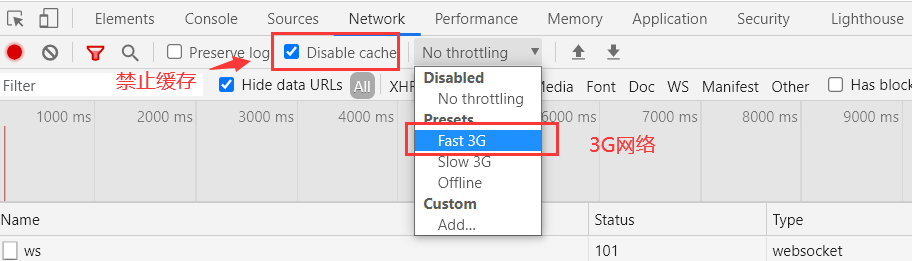 Elements Console Sources Network Performance Memory Application Security Lighthouse
Preserve log Disable cache No throttling
禁止缓存
Filter Hide data URLs All XHR Media Font Doc WS Manifest Other Has block
Disabled
No throttling
1000 ms 2000 ms 3000 ms 4000 ms 6000 ms 7000 ms 8000 ms 9000 ms
Presets
Fast 3G
3G网络
Slow 3G
Offline
Custom
Add...
Name Status Type
ws 101 websocket